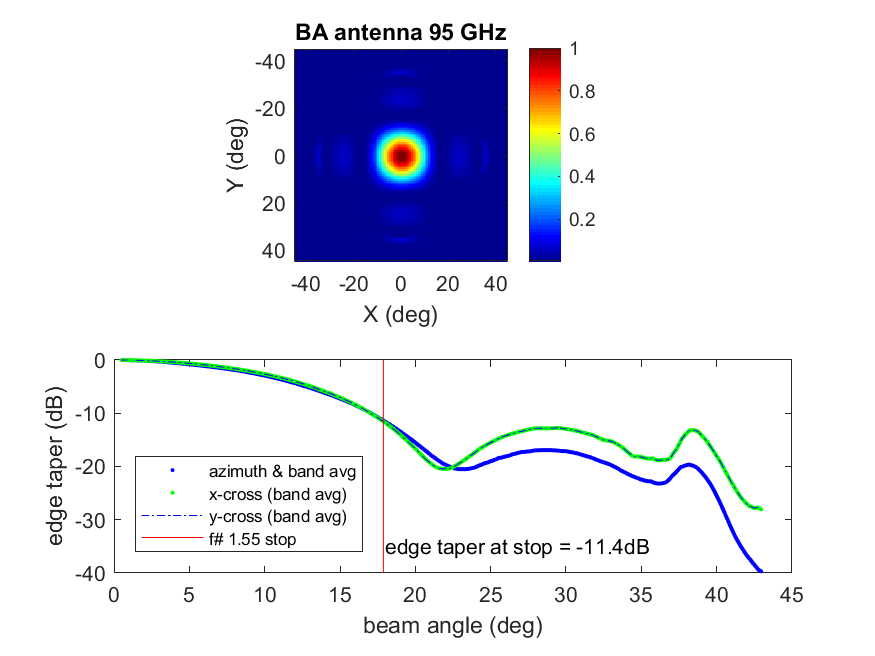 BA antenna 95 GHz
-40
-20
0
20
40
Y (deg)
-40 -20 0 20 40
X (deg)
1
0.8
0.6
0.4
0.2
0
-10
-20
-30
-40
edge taper (dB)
azimuth & band avg
x-cross (band avg)
y-cross (band avg)
f# 1.55 stop
edge taper at stop = -11.4dB
0 5 10 15 20 25 30 35 40 45
beam angle (deg)